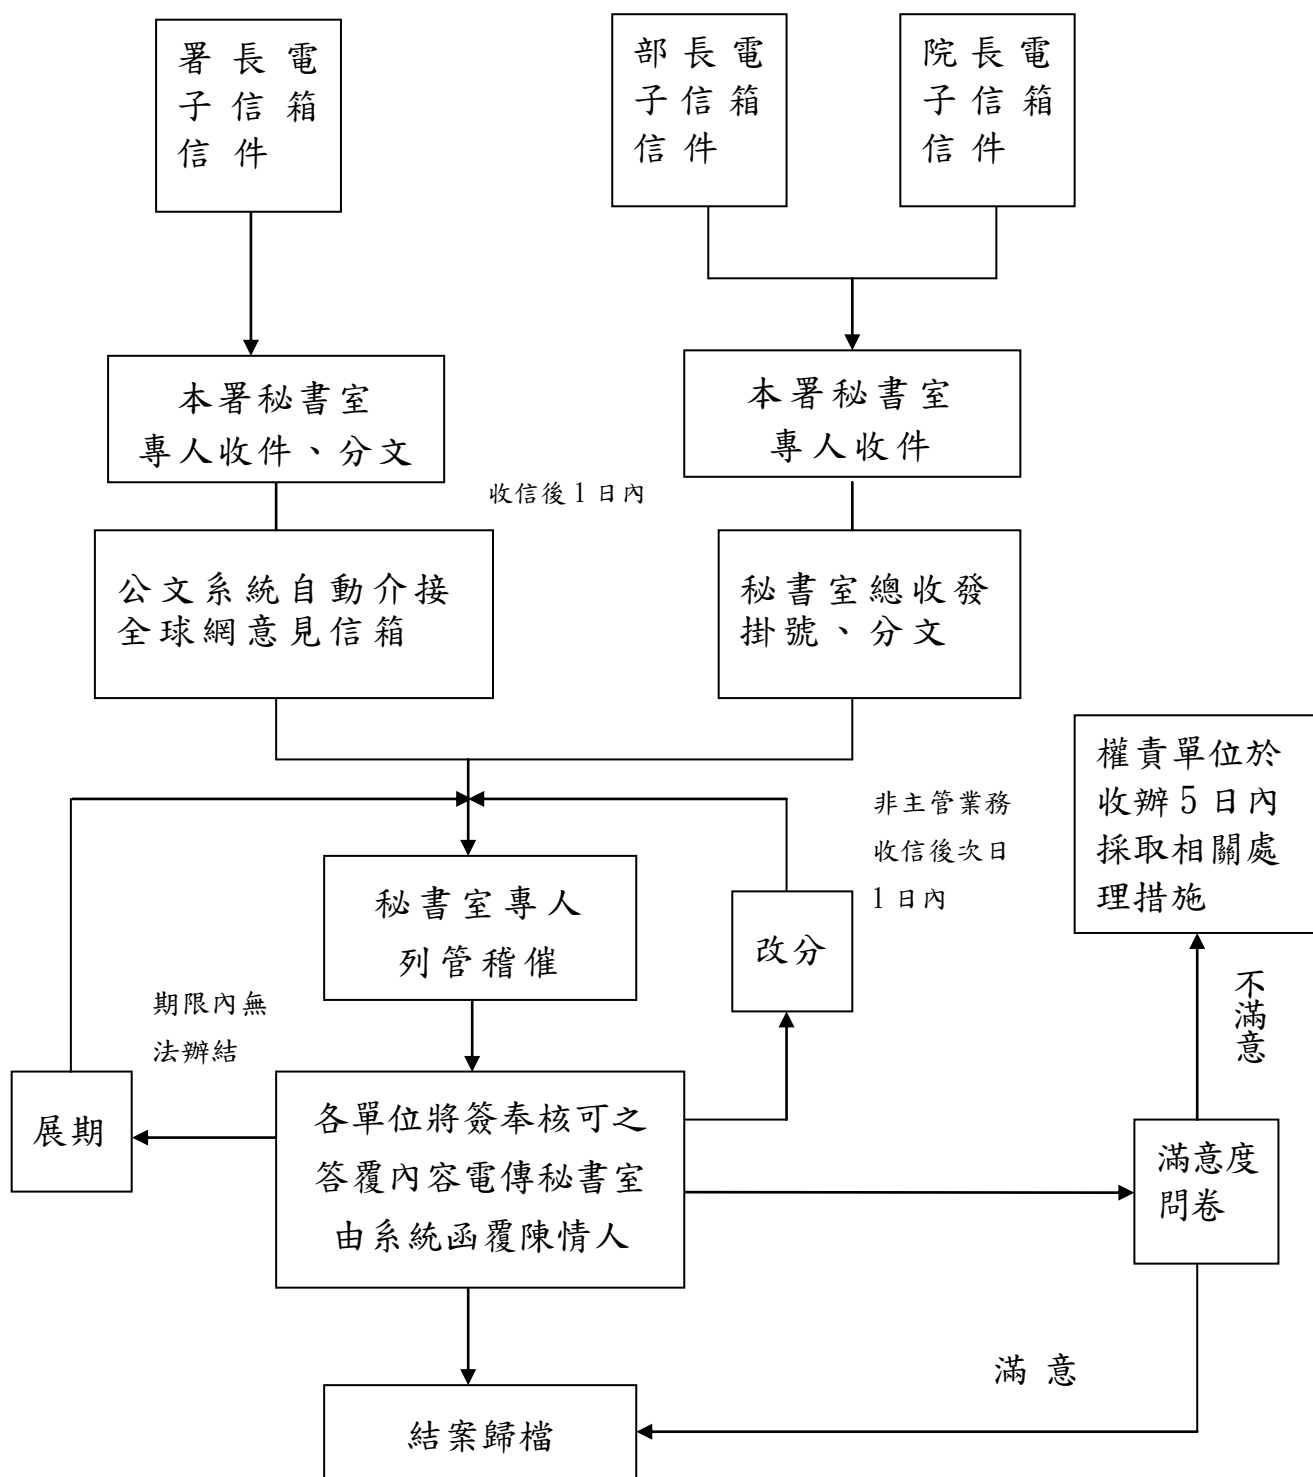 署長電
子信箱
信件
部長電
子信箱
信件
院長電
子信箱
信件
本署秘書室
專人收件、分文
本署秘書室
專人收件
收信後1日內
公文系統自動介接
全球網意見信箱
秘書室總收發
掛號、分文
權責單位於
收辦5日內
採取相關處
理措施
非主管業務
收信後次日
1日內
秘書室專人
列管稽催
改分
不滿意
期限內無
法辦結
展期
各單位將簽奉核可之
答覆內容電傳秘書室
由系統函覆陳情人
滿意度
問卷
滿意
結案歸檔